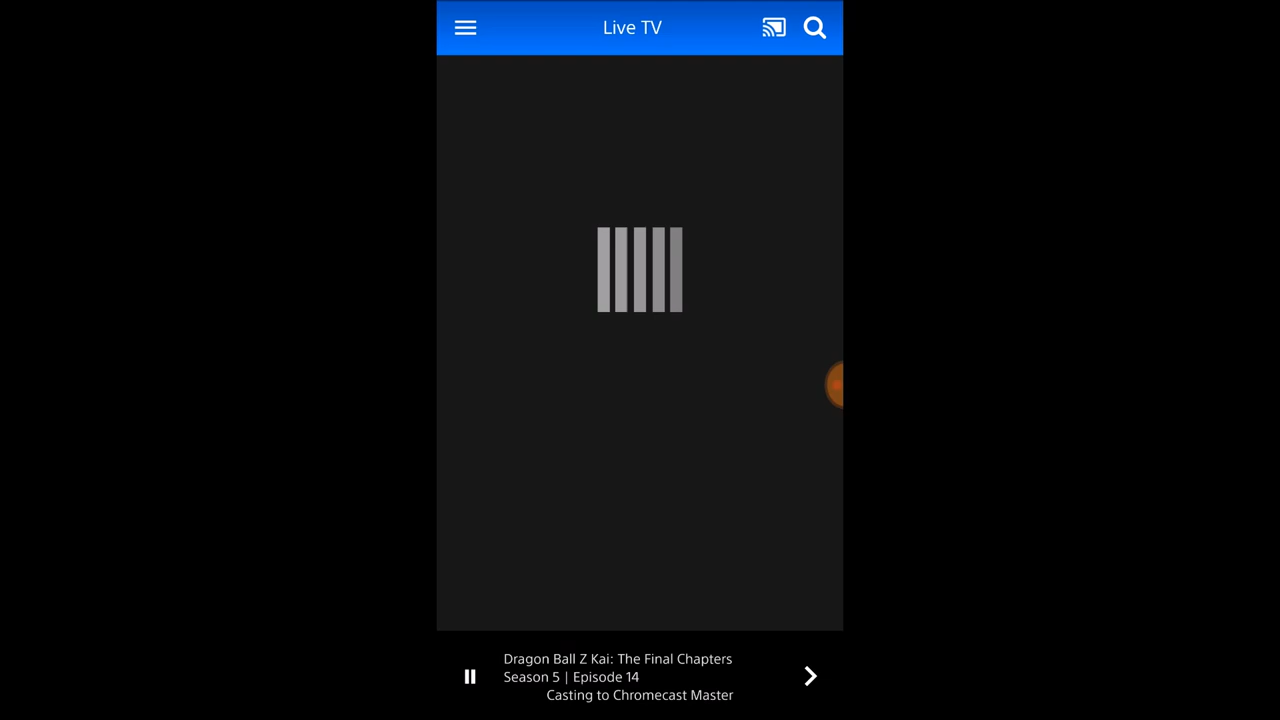 Live TV
Dragon Ball Z Kai: The Final Chapters
Season 5 | Episode 14
Casting to Chromecast Master